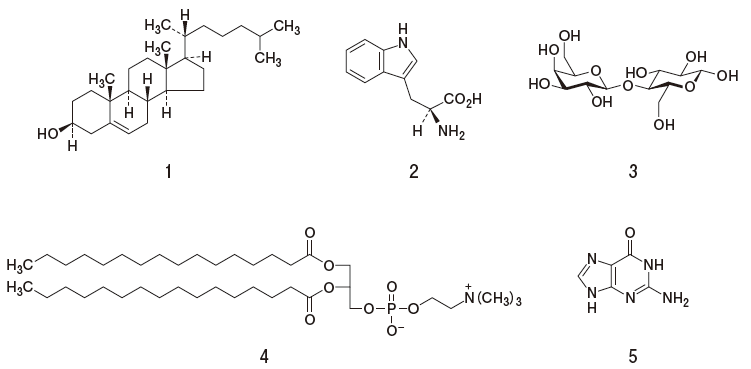 H
H₃C
CH₃
H₃C
H
CH₃
H₃C
H
H
H
HO
H
1
H
N
CO₂H
H
NH₂
2
OH
HO
O
HO
OH
O
HO
OH
OH
O
OH
3
O
H₃C
O
H₃C
O
O
O
O-P-O
O⁻
+
N(CH₃)₃
4
O
N
NH
N
H
N
NH₂
5